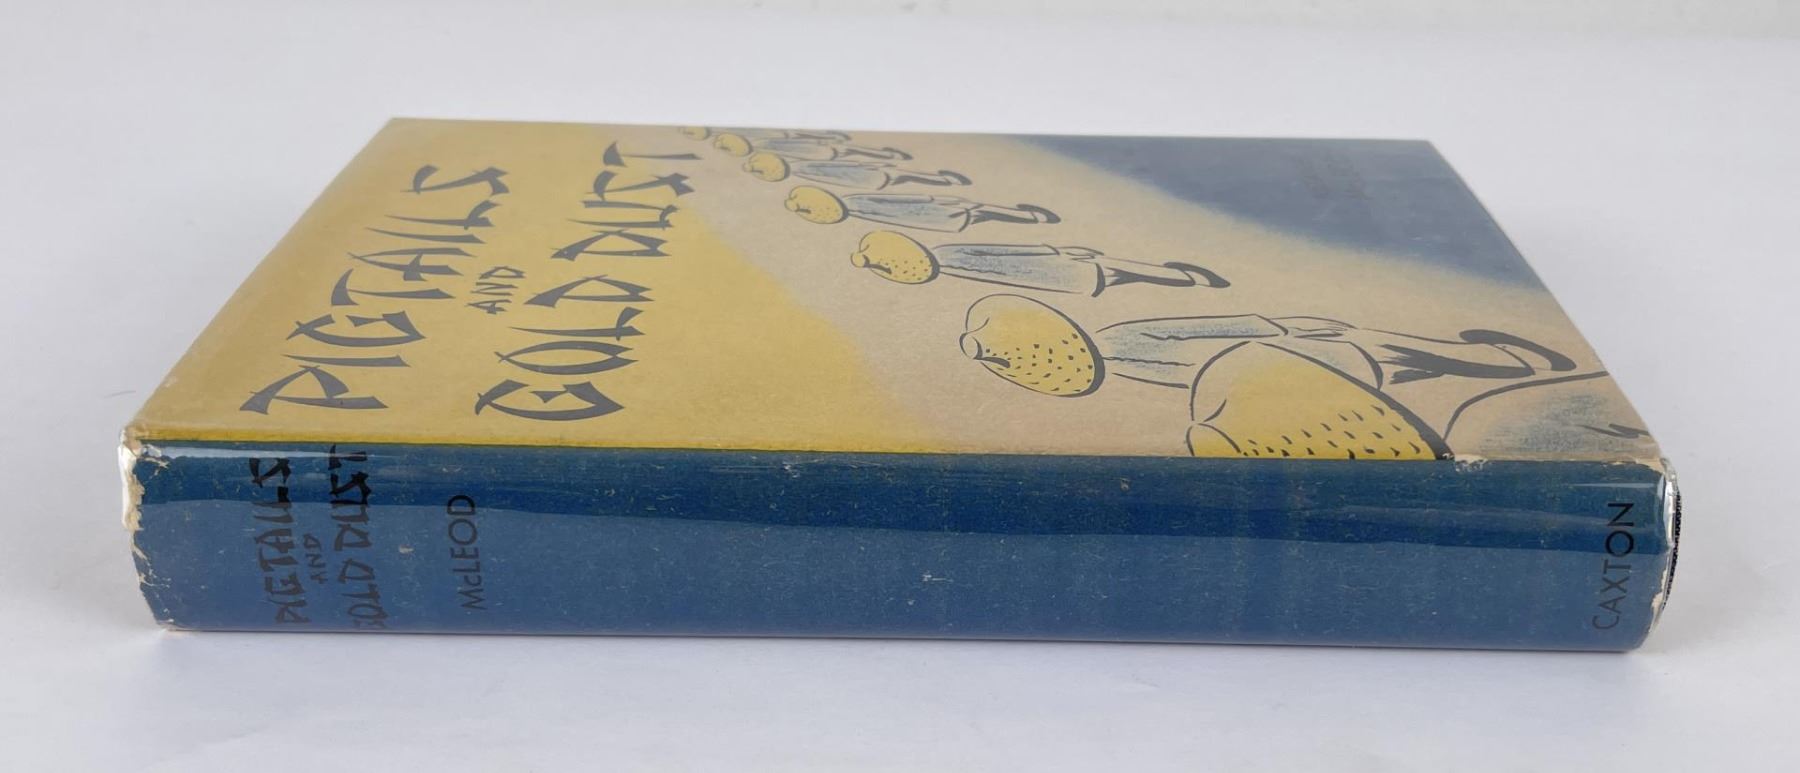 PIGTAILS
AND
GOLD DUST
PIGTAILS
AND
GOLD DUST
McLEOD
CAXTON